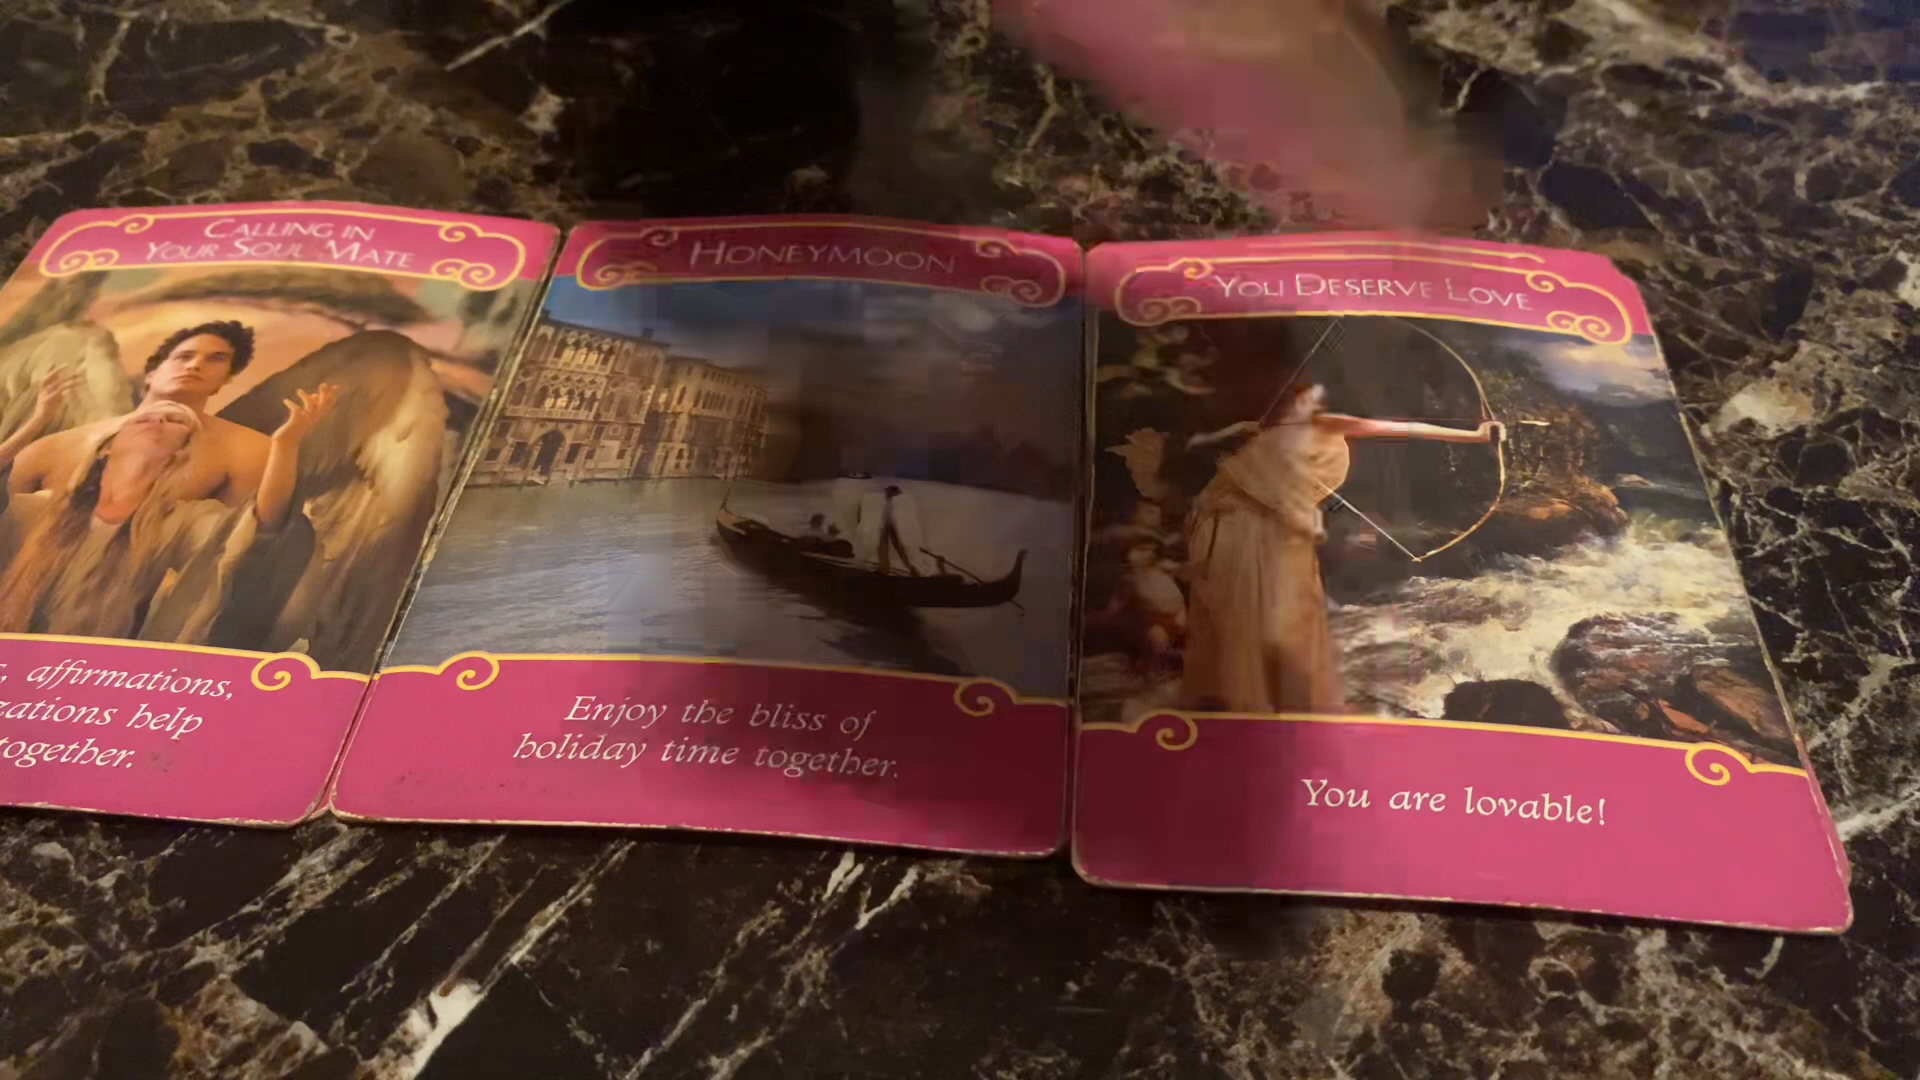 CALLING IN
YOUR SOUL MATE
affirmations,
help
together.
HONEYMOON
Enjoy the bliss of
holiday time together.
YOU DESERVE LOVE
You are lovable!